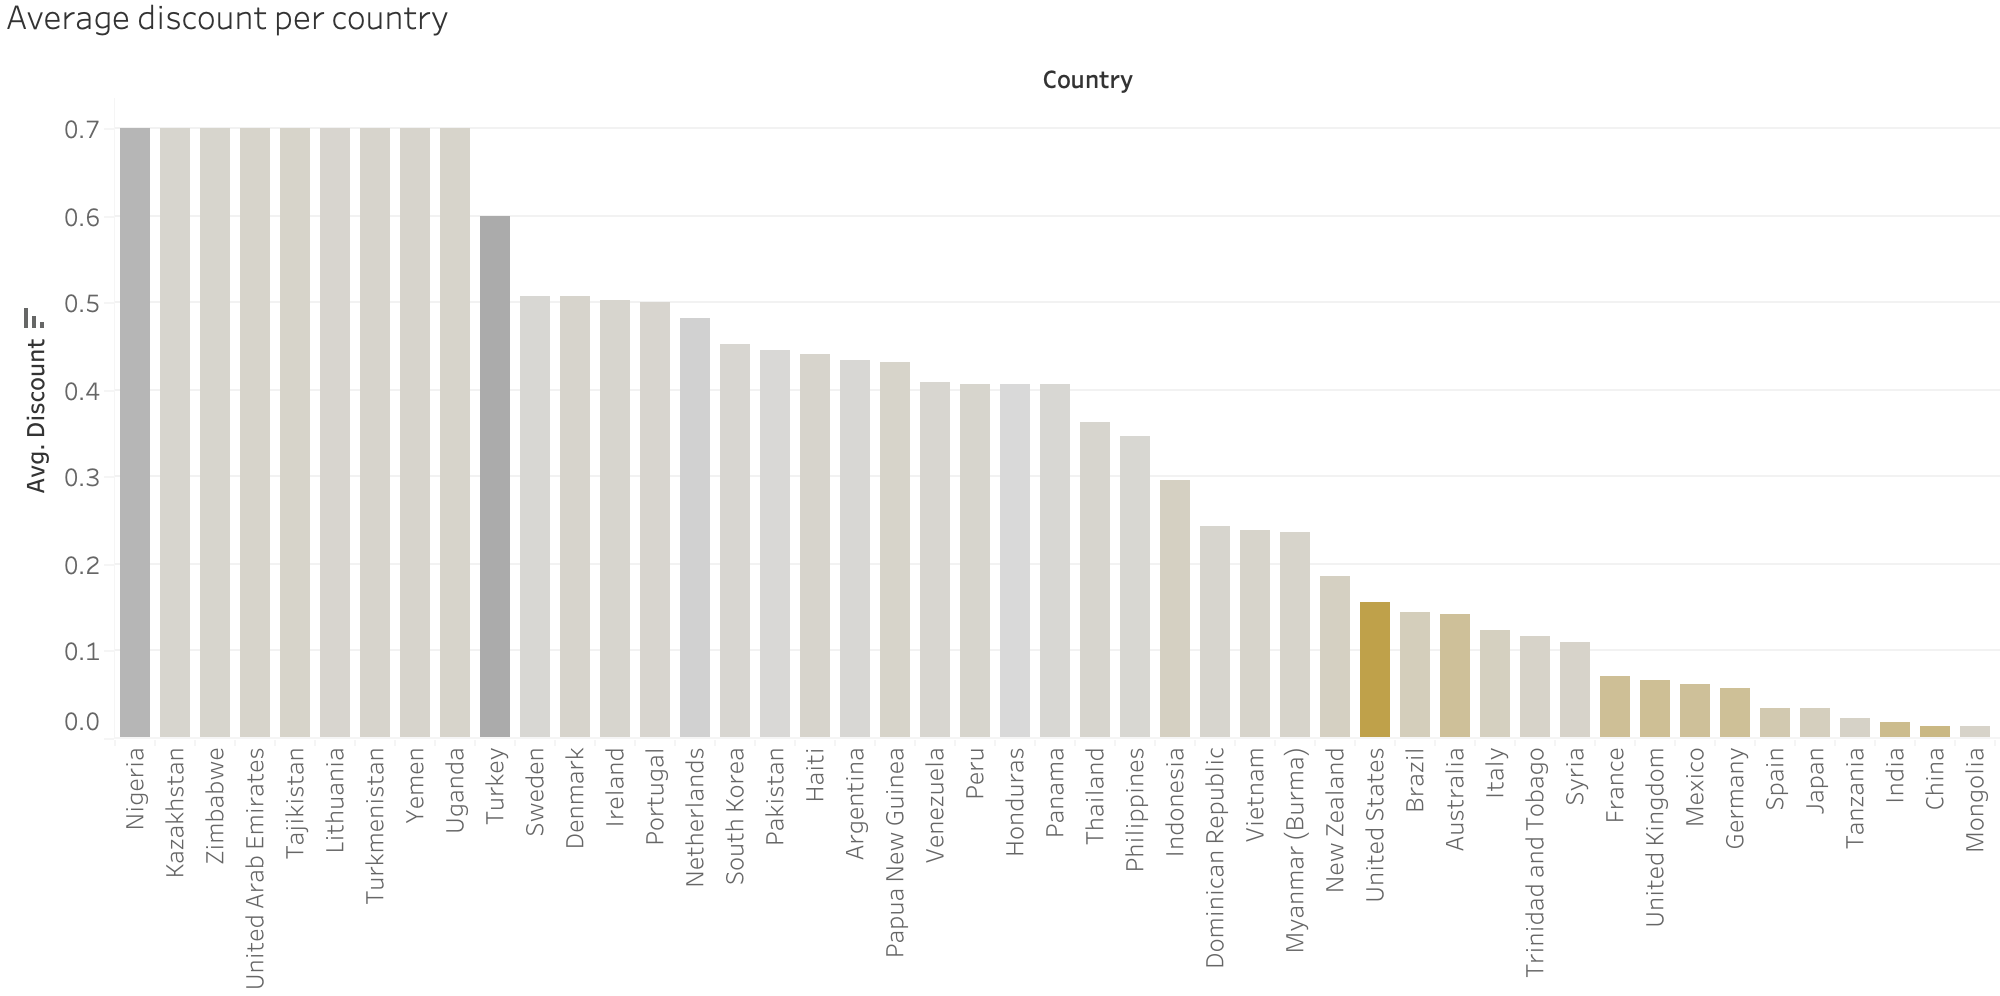 Average discount per country
Country
Avg. Discount
0.7
0.6
0.5
0.4
0.3
0.2
0.1
0.0
Nigeria
Kazakhstan
Zimbabwe
United Arab Emirates
Tajikistan
Lithuania
Turkmenistan
Yemen
Uganda
Turkey
Sweden
Denmark
Ireland
Portugal
Netherlands
South Korea
Pakistan
Haiti
Argentina
Papua New Guinea
Venezuela
Peru
Honduras
Panama
Thailand
Philippines
Indonesia
Dominican Republic
Vietnam
Myanmar (Burma)
New Zealand
United States
Brazil
Australia
Italy
Trinidad and Tobago
Syria
France
United Kingdom
Mexico
Germany
Spain
Japan
Tanzania
India
China
Mongolia